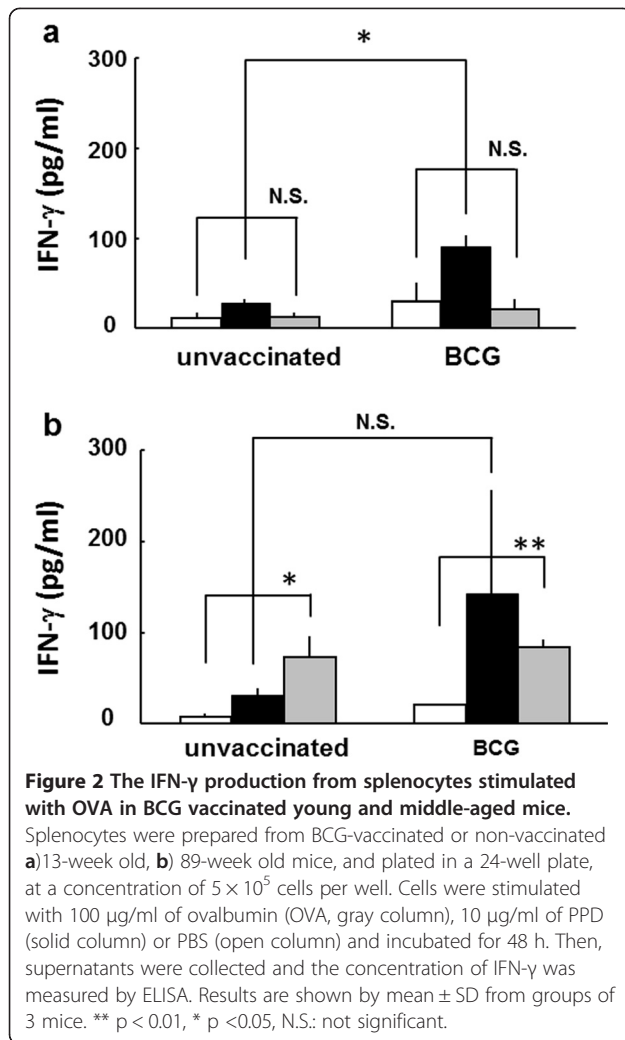 a
*
300
N.S.
200
N.S.
IFN-γ (pg/ml)
100
0
unvaccinated BCG
b
N.S.
300
200
**
*
IFN-γ (pg/ml)
100
0
unvaccinated BCG
Figure 2 The IFN-γ production from splenocytes stimulated
with OVA in BCG vaccinated young and middle-aged mice.
Splenocytes were prepared from BCG-vaccinated or non-vaccinated
a)13-week old, b) 89-week old mice, and plated in a 24-well plate,
at a concentration of 5 × 10⁵ cells per well. Cells were stimulated
with 100 μg/ml of ovalbumin (OVA, gray column), 10 μg/ml of PPD
(solid column) or PBS (open column) and incubated for 48 h. Then,
supernatants were collected and the concentration of IFN-γ was
measured by ELISA. Results are shown by mean ± SD from groups of
3 mice. ** p < 0.01, * p <0.05, N.S.: not significant.